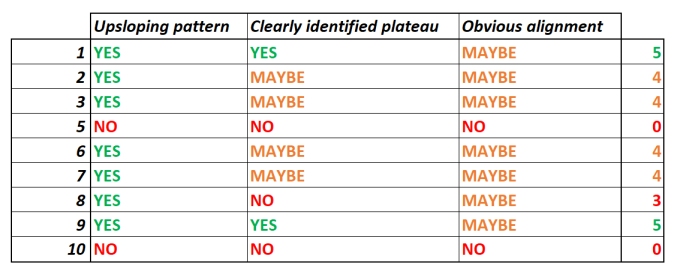 Upsloping pattern Clearly identified plateau Obvious alignment
1 YES YES MAYBE 5
2 YES MAYBE MAYBE 4
3 YES MAYBE MAYBE 4
5 NO NO NO 0
6 YES MAYBE MAYBE 4
7 YES MAYBE MAYBE 4
8 YES NO MAYBE 3
9 YES YES MAYBE 5
10 NO NO NO 0